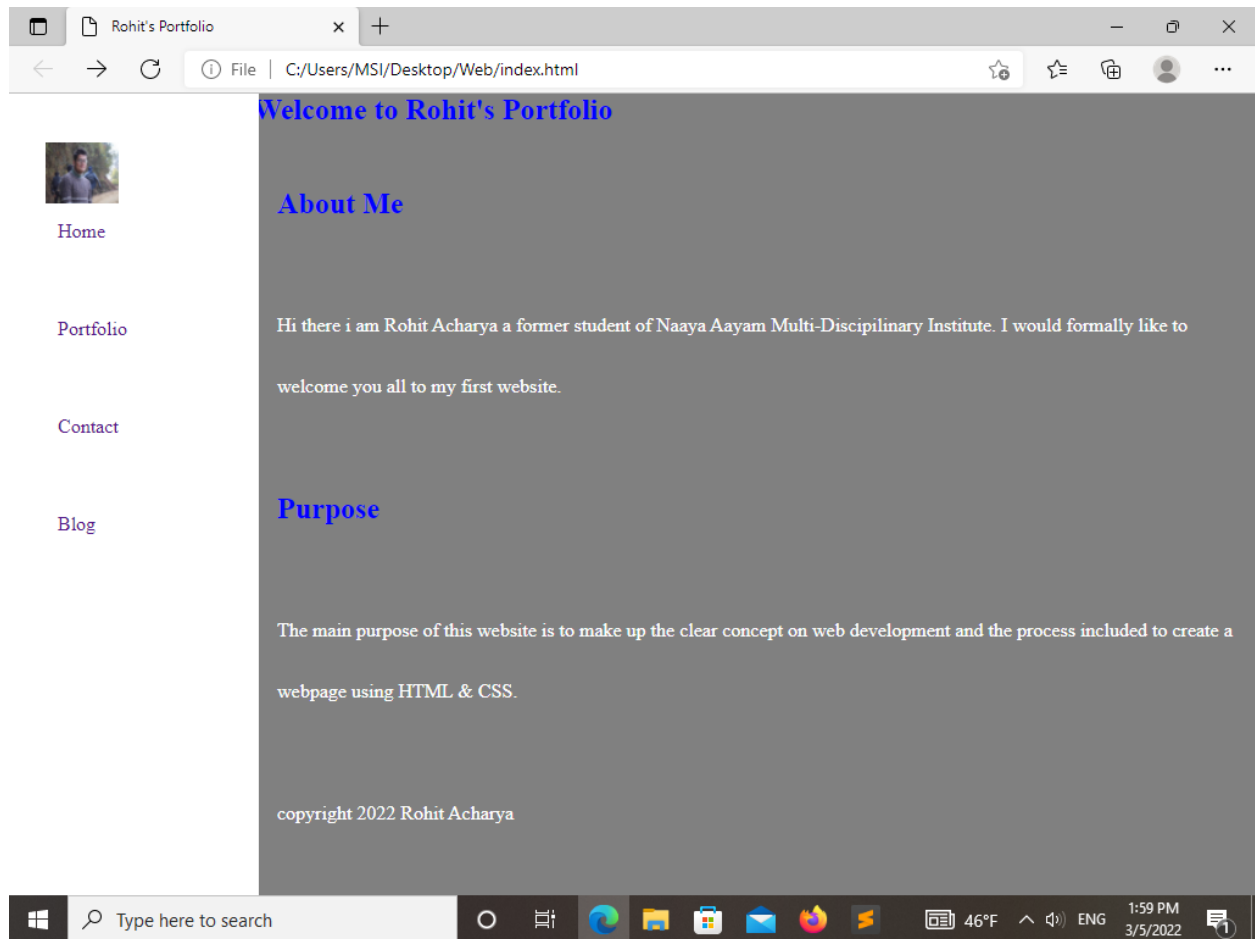 Rohit's Portfolio
File
C:/Users/MSI/Desktop/Web/index.html
Welcome to Rohit's Portfolio
Home
Portfolio
Contact
Blog
About Me
Hi there i am Rohit Acharya a former student of Naaya Aayam Multi-Discipilinary Institute. I would formally like to
welcome you all to my first website.
Purpose
The main purpose of this website is to make up the clear concept on web development and the process included to create a
webpage using HTML & CSS.
copyright 2022 Rohit Acharya
Type here to search
46°F
ENG
1:59 PM
3/5/2022
1